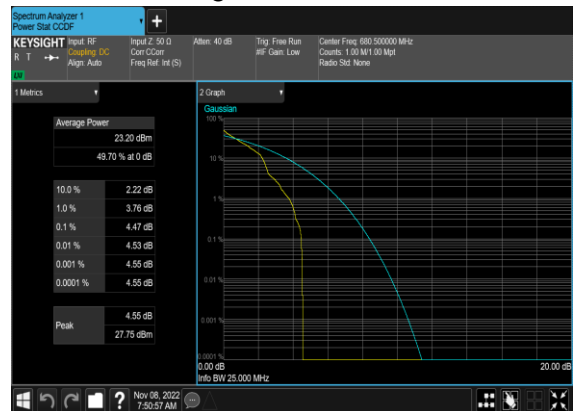 Spectrum Analyzer 1
Power Stat CCDF
+
KEYSIGHT Input: RF Input Z: 50 Ω Atten: 40 dB Trig: Free Run Center Freq: 680.500000 MHz
R T Coupling: DC Corr CCorr #IF Gain: Low Counts: 1.00 M/1.00 Mpt
Align: Auto Freq Ref: Int (S) Radio Std: None
1 Metrics
Average Power
23.20 dBm
49.70 % at 0 dB
10.0 % 2.22 dB
1.0 % 3.76 dB
0.1 % 4.47 dB
0.01 % 4.53 dB
0.001 % 4.55 dB
0.0001 % 4.55 dB
Peak 4.55 dB
27.75 dBm
2 Graph
Gaussian
100 %
10 %
1 %
0.1 %
0.01 %
0.001 %
0.0001 %
0.00 dB 20.00 dB
Info BW 25.000 MHz
? Nov 08, 2022
7:50:57 AM